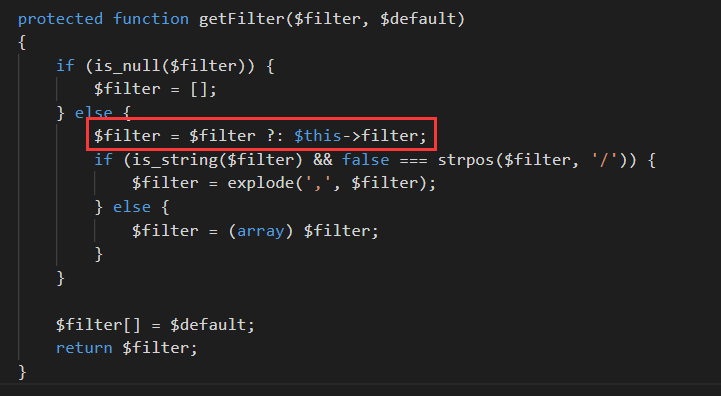 protected function getFilter($filter, $default)
{
    if (is_null($filter)) {
        $filter = [];
    } else {
        $filter = $filter ?: $this->filter;
        if (is_string($filter) && false === strpos($filter, '/')) {
            $filter = explode(',', $filter);
        } else {
            $filter = (array) $filter;
        }
    }

    $filter[] = $default;
    return $filter;
}